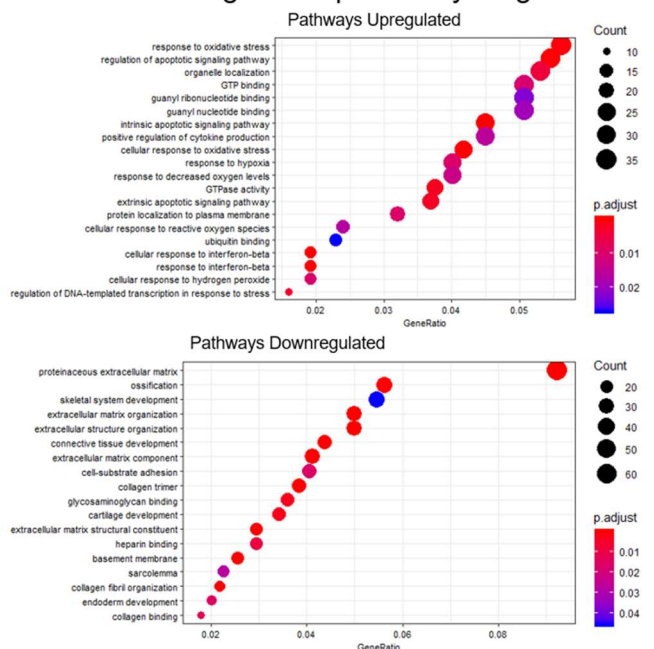 Pathways Upregulated
response to oxidative stress
regulation of apoptotic signaling pathway
organelle localization
GTP binding
guanyl ribonucleotide binding
guanyl nucleotide binding
intrinsic apoptotic signaling pathway
positive regulation of cytokine production
cellular response to oxidative stress
response to hypoxia
response to decreased oxygen levels
GTPase activity
extrinsic apoptotic signaling pathway
protein localization to plasma membrane
cellular response to reactive oxygen species
ubiquitin binding
cellular response to interferon-beta
response to interferon-beta
cellular response to hydrogen peroxide
regulation of DNA-templated transcription in response to stress
0.02 0.03 0.04 0.05
GeneRatio
Count
10
15
20
25
30
35
p.adjust
0.01
0.02
Pathways Downregulated
proteinaceous extracellular matrix
ossification
skeletal system development
extracellular matrix organization
extracellular structure organization
connective tissue development
extracellular matrix component
cell-substrate adhesion
collagen trimer
glycosaminoglycan binding
cartilage development
extracellular matrix structural constituent
heparin binding
basement membrane
sarcolemma
collagen fibril organization
endoderm development
collagen binding
0.02 0.04 0.06 0.08
GeneRatio
Count
20
30
40
50
60
p.adjust
0.01
0.02
0.03
0.04